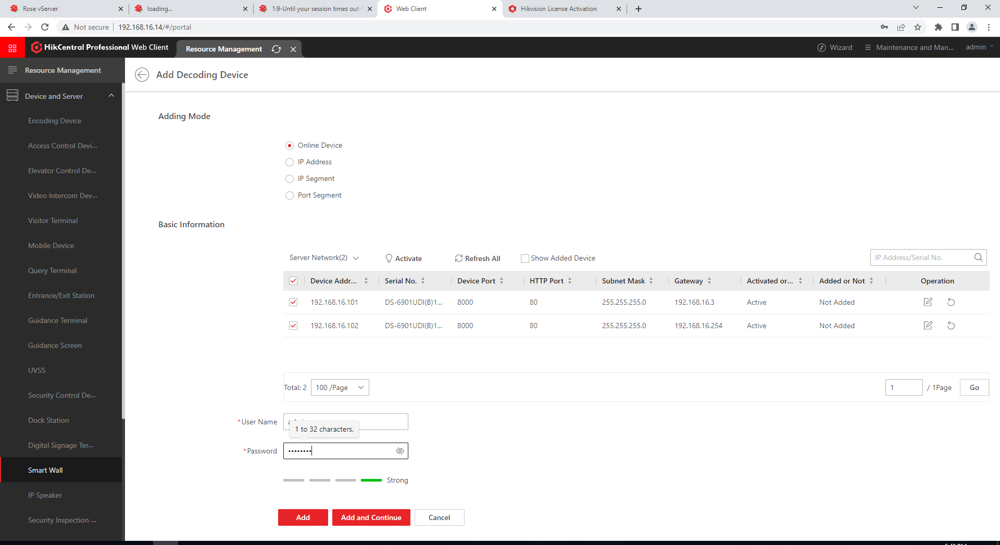 Rose vServer
loading...
1:9-Until your session times out-
Web Client
Hikvision License Activation
Not secure
192.168.16.14/#/portal
HikCentral Professional Web Client
Resource Management
Wizard
Maintenance and Man...
admin
Resource Management
Add Decoding Device
Device and Server
Encoding Device
Access Control Devi...
Elevator Control De...
Video Intercom Dev...
Visitor Terminal
Mobile Device
Query Terminal
Entrance/Exit Station
Guidance Terminal
Guidance Screen
UVSS
Security Control De...
Dock Station
Digital Signage Ter...
Smart Wall
IP Speaker
Security Inspection ...
Adding Mode
Online Device
IP Address
IP Segment
Port Segment
Basic Information
Server Network(2)
Activate
Refresh All
Show Added Device
IP Address/Serial No.
Device Addr... Serial No. Device Port HTTP Port Subnet Mask Gateway Activated or... Added or Not Operation
192.168.16.101 DS-6901UDI(B)1... 8000 80 255.255.255.0 192.168.16.3 Active Not Added
192.168.16.102 DS-6901UDI(B)1... 8000 80 255.255.255.0 192.168.16.254 Active Not Added
Total: 2 100 /Page 1 / 1Page Go
*User Name
1 to 32 characters.
*Password ••••••••
Strong
Add Add and Continue Cancel